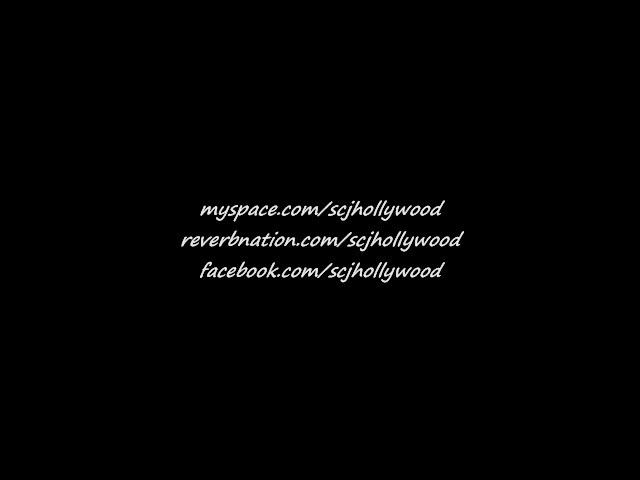 myspace.com/scjhollywood
reverbnation.com/scjhollywood
facebook.com/scjhollywood